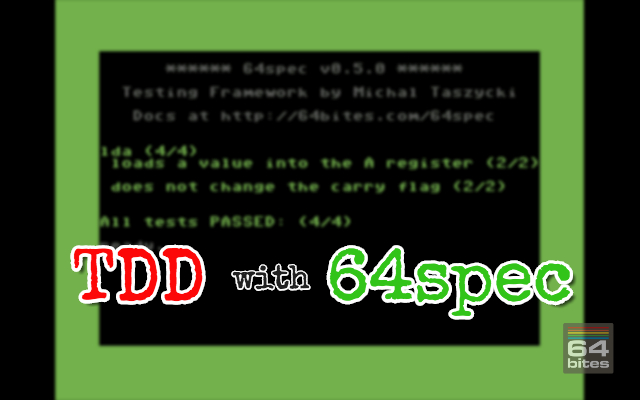 ****** 64spec v0.5.0 ******
Testing Framework by Michal Taszycki
Docs at http://64bites.com/64spec
lda (4/4)
loads a value into the A register (2/2)
does not change the carry flag (2/2)
All tests PASSED: (4/4)
TDD with 64spec
64
bites